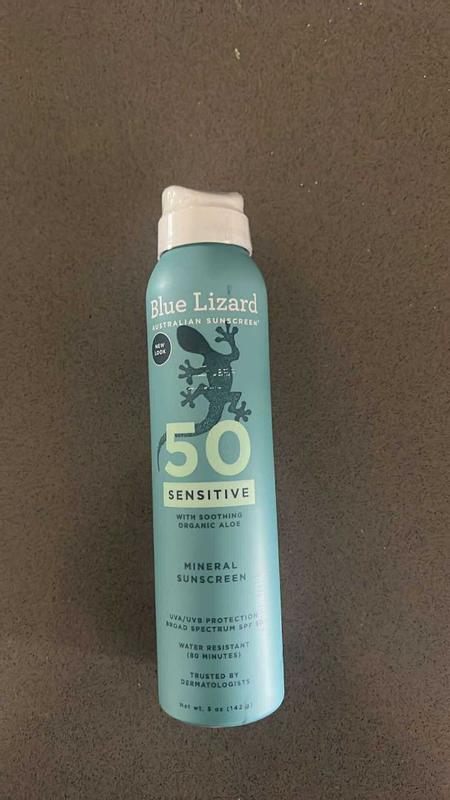 Blue Lizard
AUSTRALIAN SUNSCREEN
NEW
LOOK
50
SENSITIVE
WITH SOOTHING
ORGANIC ALOE
MINERAL
SUNSCREEN
UVA/UVB PROTECTION
BROAD SPECTRUM SPF 50
WATER RESISTANT
(80 MINUTES)
TRUSTED BY
DERMATOLOGISTS
Net wt. 5 oz (142 g)